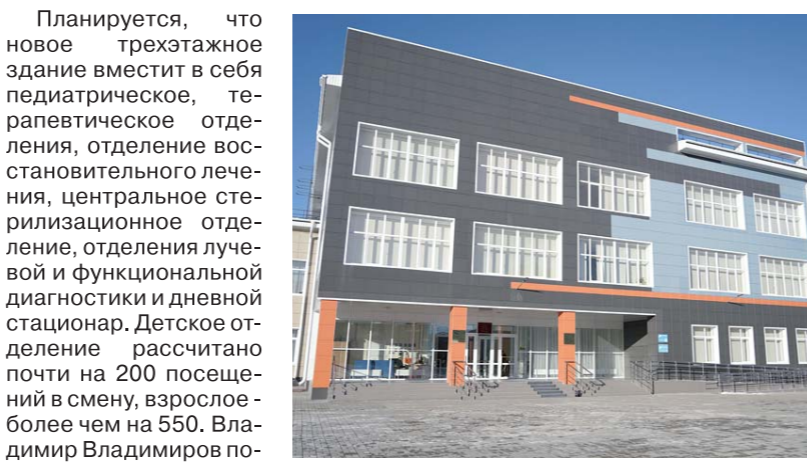 Планируется, что
новое трехэтажное
здание вместит в себя
педиатрическое, те-
рапевтическое отде-
ления, отделение вос-
становительного лече-
ния, центральное сте-
рилизационное отде-
ление, отделения луче-
вой и функциональной
диагностики и дневной
стационар. Детское от-
деление рассчитано
почти на 200 посеще-
ний в смену, взрослое -
более чем на 550. Вла-
димир Владимиров по-